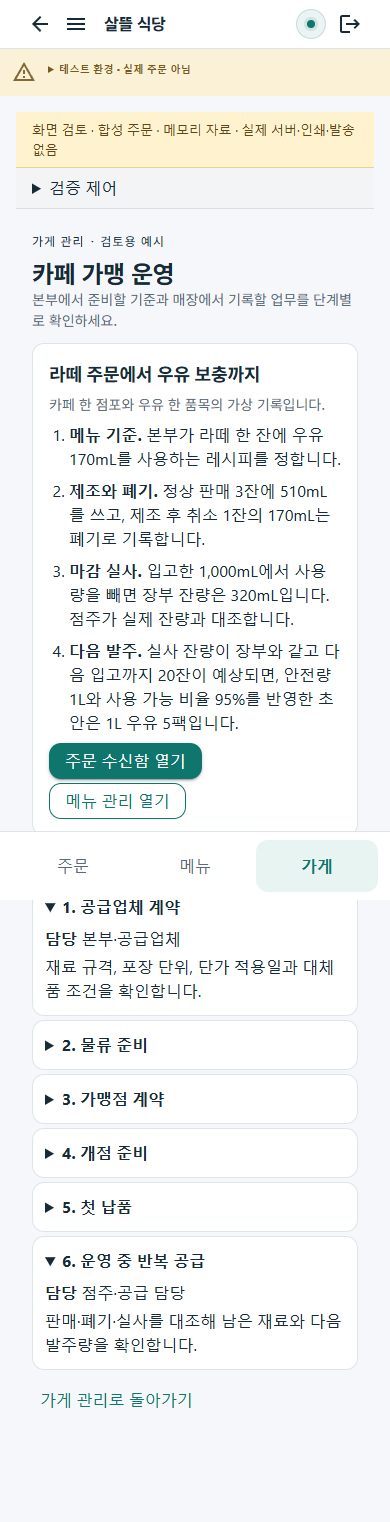 살뜰 식당
▶ 테스트 환경 · 실제 주문 아님
화면 검토 · 합성 주문 · 메모리 자료 · 실제 서버·인쇄·발송
없음
▶ 검증 제어
가게 관리 · 검토용 예시
카페 가맹 운영
본부에서 준비할 기준과 매장에서 기록할 업무를 단계별
로 확인하세요.
라떼 주문에서 우유 보충까지
카페 한 점포와 우유 한 품목의 가상 기록입니다.
1. 메뉴 기준. 본부가 라떼 한 잔에 우유
170mL를 사용하는 레시피를 정합니다.
2. 제조와 폐기. 정상 판매 3잔에 510mL
를 쓰고, 제조 후 취소 1잔의 170mL는
폐기로 기록합니다.
3. 마감 실사. 입고한 1,000mL에서 사용
량을 빼면 장부 잔량은 320mL입니다.
점주가 실제 잔량과 대조합니다.
4. 다음 발주. 실사 잔량이 장부와 같고 다
음 입고까지 20잔이 예상되면, 안전량
1L와 사용 가능 비율 95%를 반영한 초
안은 1L 우유 5팩입니다.
주문 수신함 열기
메뉴 관리 열기
주문 메뉴 가게
▼ 1. 공급업체 계약
담당 본부·공급업체
재료 규격, 포장 단위, 단가 적용일과 대체
품 조건을 확인합니다.
▶ 2. 물류 준비
▶ 3. 가맹점 계약
▶ 4. 개점 준비
▶ 5. 첫 납품
▼ 6. 운영 중 반복 공급
담당 점주·공급 담당
판매·폐기·실사를 대조해 남은 재료와 다음
발주량을 확인합니다.
가게 관리로 돌아가기